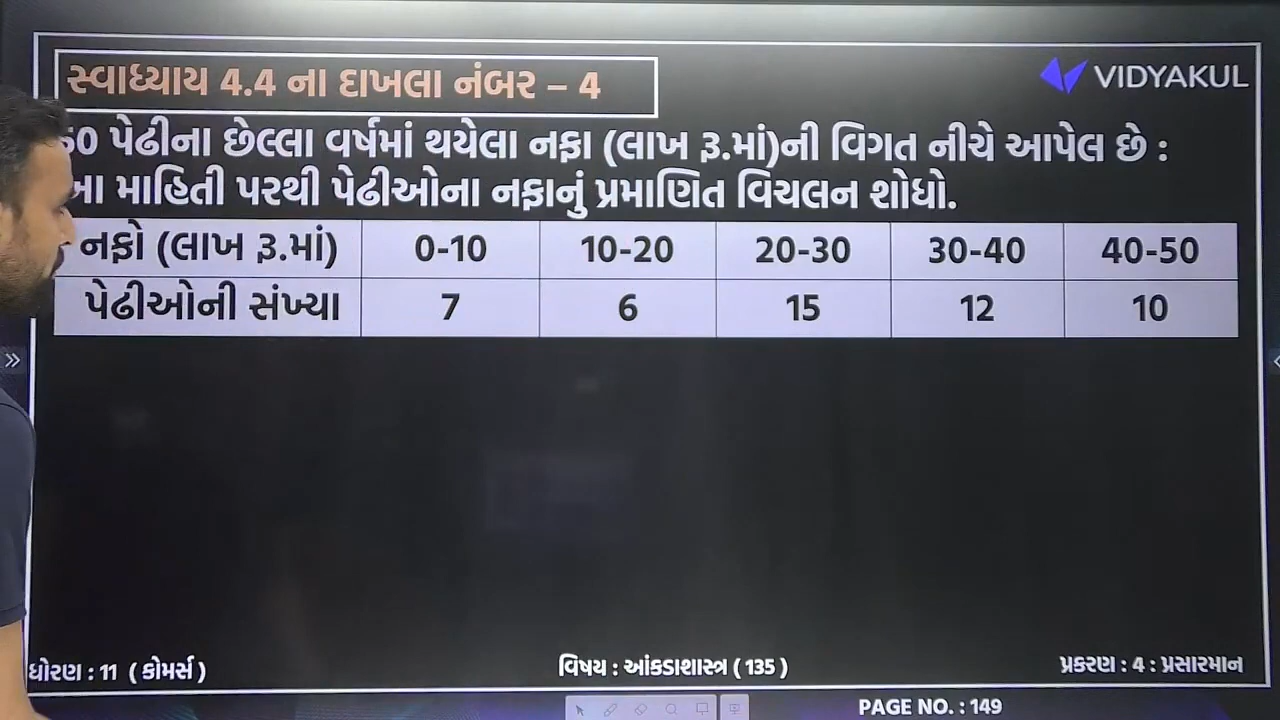 સ્વાધ્યાય 4.4 ના દાખલા નંબર – 4
VIDYAKUL
50 પેઢીના છેલ્લા વર્ષમાં થયેલા નફા (લાખ રૂ.માં)ની વિગત નીચે આપેલ છે :
આ માહિતી પરથી પેઢીઓના નફાનું પ્રમાણિત વિચલન શોધો.
નફો (લાખ રૂ.માં) 0-10 10-20 20-30 30-40 40-50
પેઢીઓની સંખ્યા 7 6 15 12 10
ધોરણ : 11 ( કોમર્સ )
વિષય : આંકડાશાસ્ત્ર ( 135 )
પ્રકરણ : 4 : પ્રસારમાન
PAGE NO. : 149